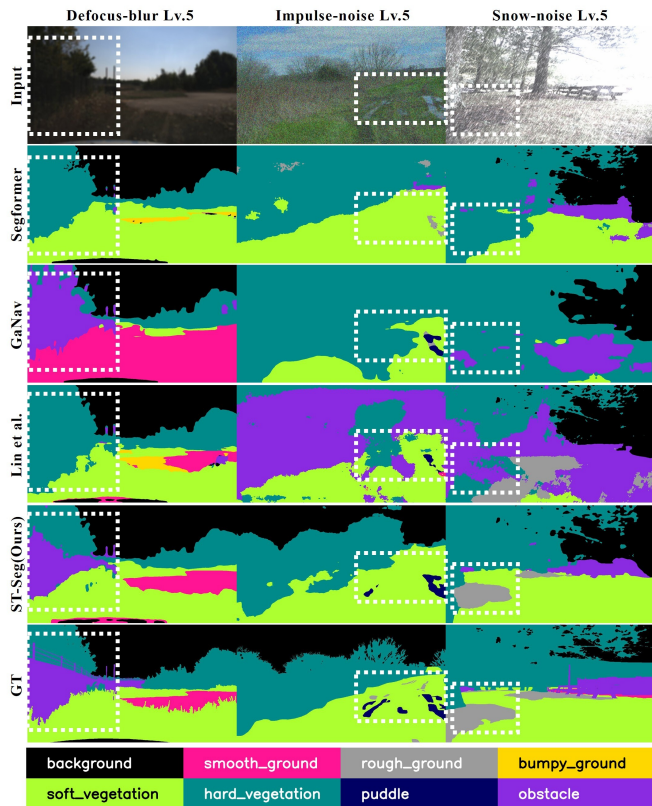 Defocus-blur Lv.5 Impulse-noise Lv.5 Snow-noise Lv.5
Input
Segformer
GaNav
Lin et al.
ST-Seg(Ours)
GT
background smooth_ground rough_ground bumpy_ground
soft_vegetation hard_vegetation puddle obstacle